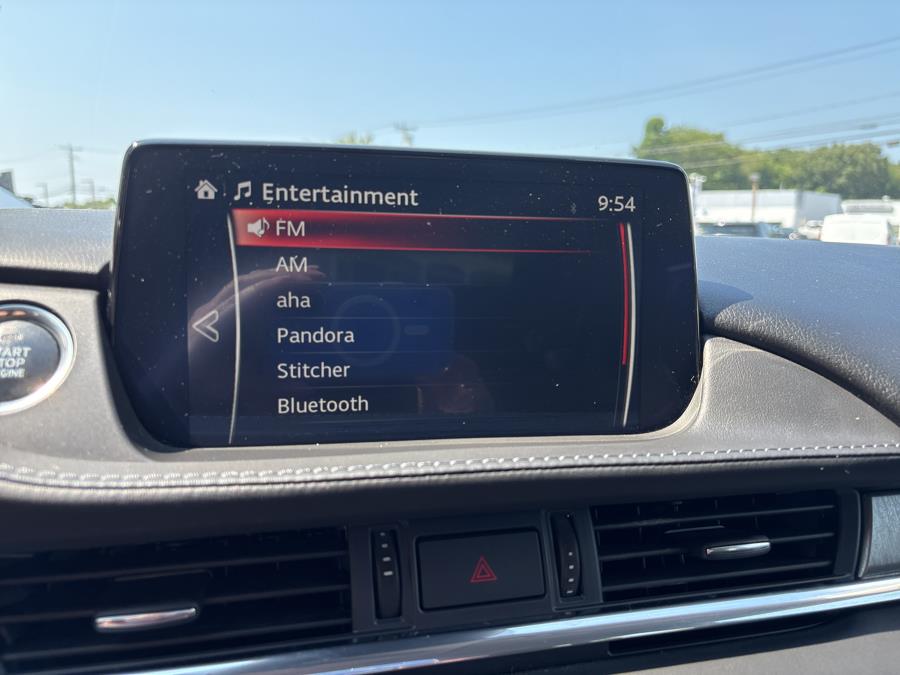 Entertainment 9:54
FM
AM
aha
Pandora
Stitcher
Bluetooth
START
STOP
ENGINE